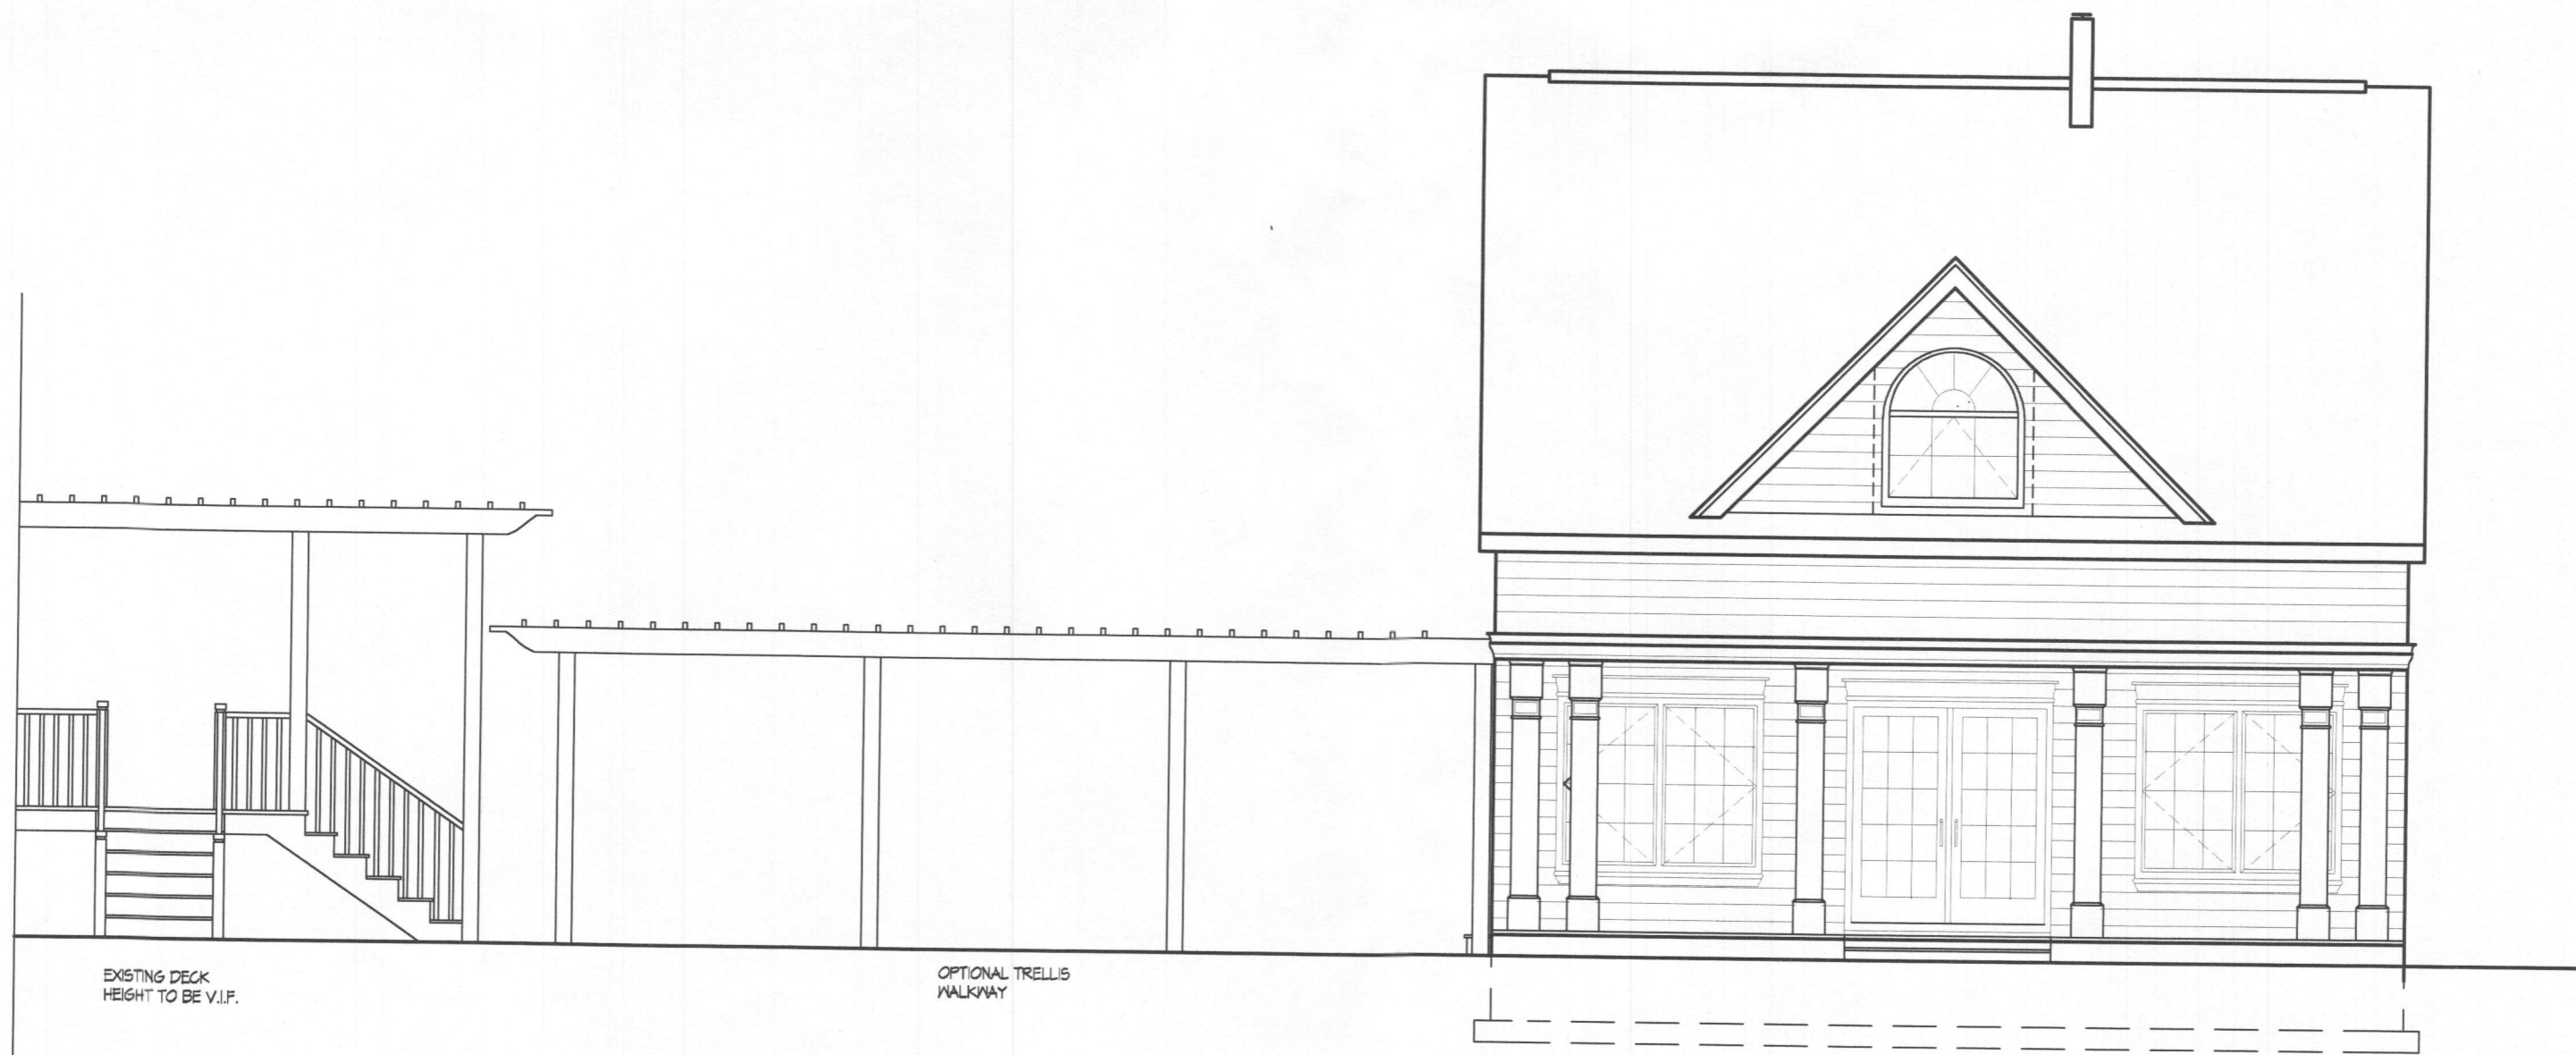 EXISTING DECK
HEIGHT TO BE V.I.F.
OPTIONAL TRELLIS
WALKWAY